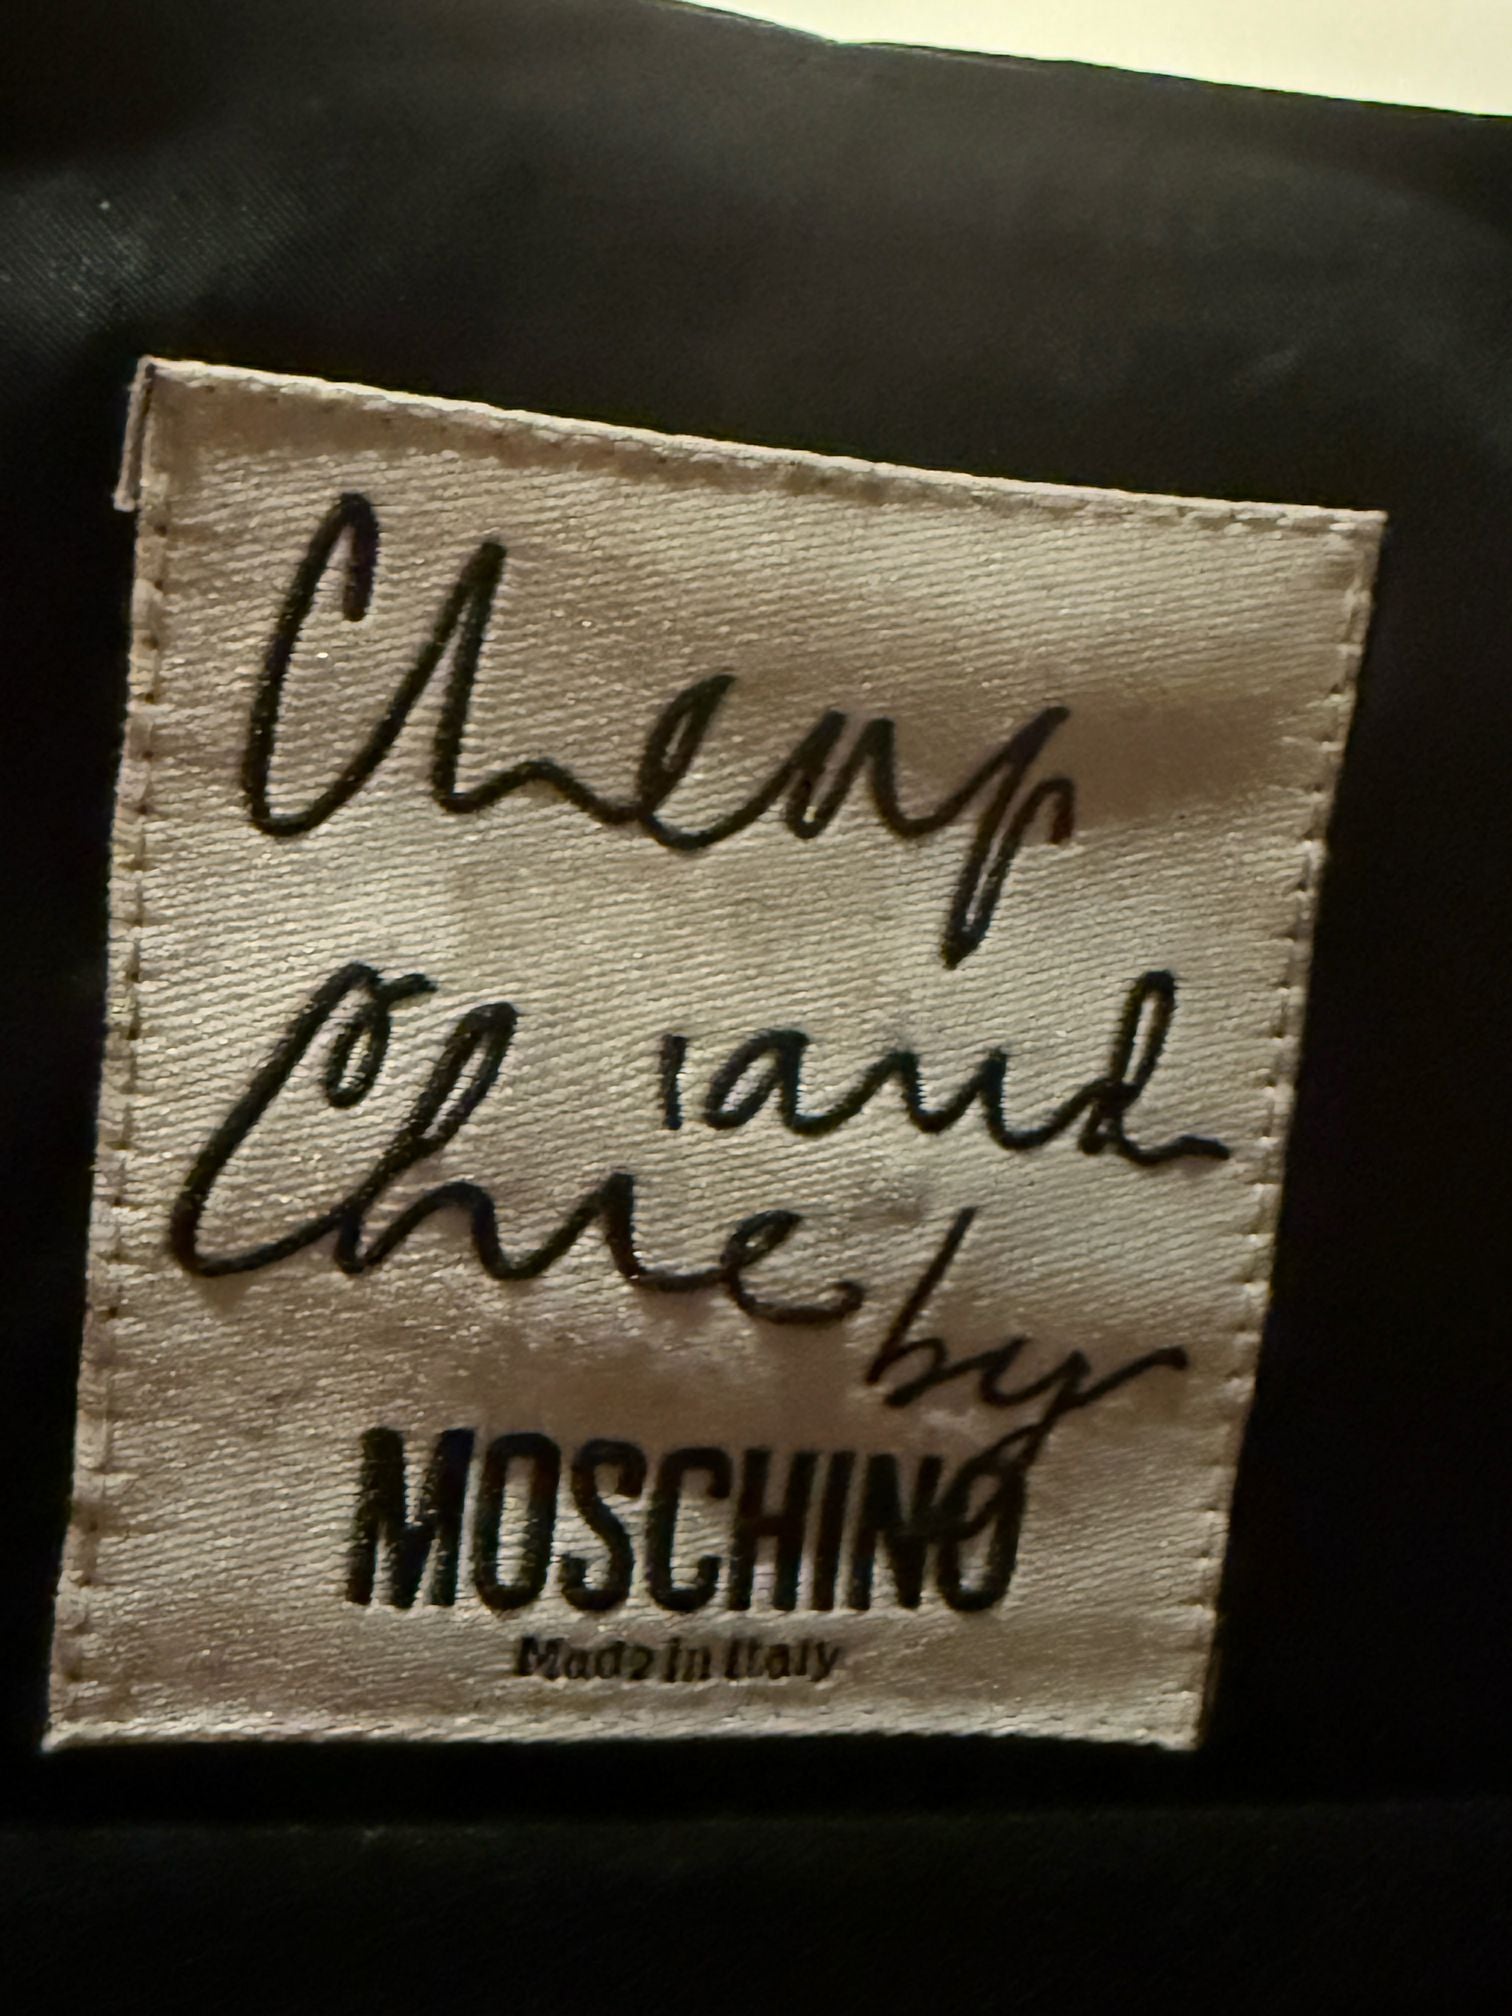 Cheap
and
Chic by
MOSCHINO
Made in Italy